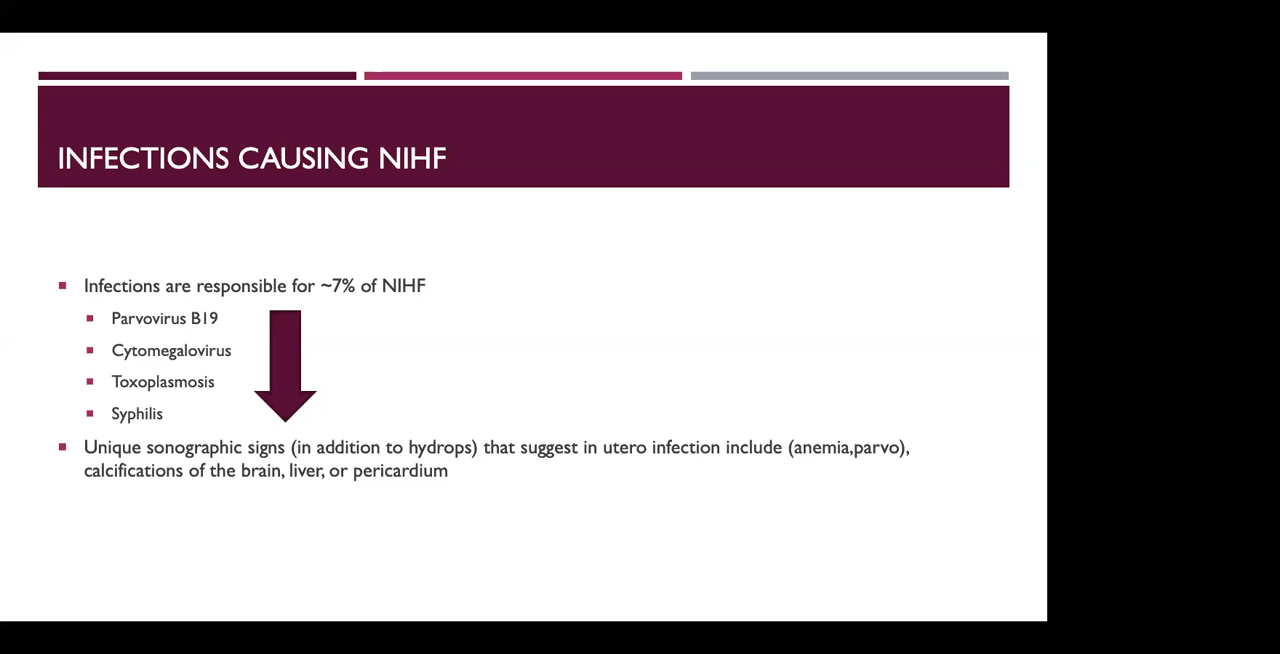 INFECTIONS CAUSING NIHF
Infections are responsible for ~7% of NIHF
Parvovirus B19
Cytomegalovirus
Toxoplasmosis
Syphilis
Unique sonographic signs (in addition to hydrops) that suggest in utero infection include (anemia,parvo),
calcifications of the brain, liver, or pericardium